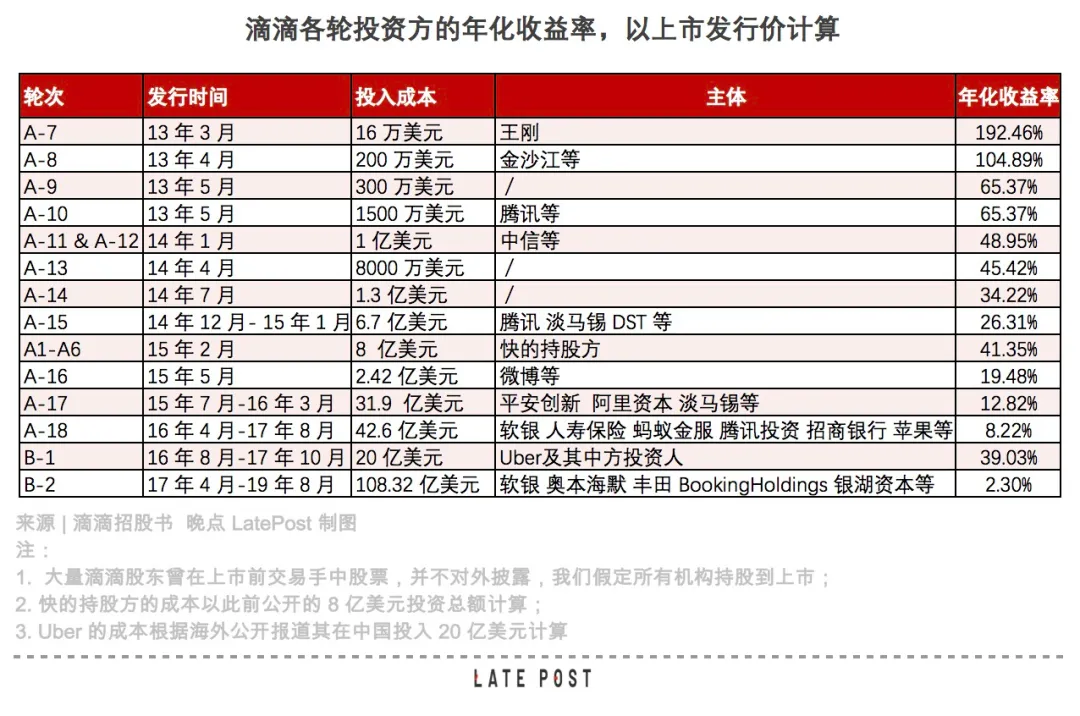 滴滴各轮投资方的年化收益率，以上市发行价计算
轮次 发行时间 投入成本 主体 年化收益率
A-7 13 年 3 月 16 万美元 王刚 192.46%
A-8 13 年 4 月 200 万美元 金沙江等 104.89%
A-9 13 年 5 月 300 万美元 / 65.37%
A-10 13 年 5 月 1500 万美元 腾讯等 65.37%
A-11 & A-12 14 年 1 月 1 亿美元 中信等 48.95%
A-13 14 年 4 月 8000 万美元 / 45.42%
A-14 14 年 7 月 1.3 亿美元 / 34.22%
A-15 14 年 12 月- 15 年 1 月 6.7 亿美元 腾讯 淡马锡 DST 等 26.31%
A1-A6 15 年 2 月 8 亿美元 快的持股方 41.35%
A-16 15 年 5 月 2.42 亿美元 微博等 19.48%
A-17 15 年 7 月-16 年 3 月 31.9 亿美元 平安创新 阿里资本 淡马锡等 12.82%
A-18 16 年 4 月-17 年 8 月 42.6 亿美元 软银 人寿保险 蚂蚁金服 腾讯投资 招商银行 苹果等 8.22%
B-1 16 年 8 月-17 年 10 月 20 亿美元 Uber及其中方投资人 39.03%
B-2 17 年 4 月-19 年 8 月 108.32 亿美元 软银 奥本海默 丰田 BookingHoldings 银湖资本等 2.30%
来源 | 滴滴招股书 晚点 LatePost 制图
注：
1. 大量滴滴股东曾在上市前交易手中股票，并不对外披露，我们假定所有机构持股到上市；
2. 快的持股方的成本以此前公开的 8 亿美元投资总额计算；
3. Uber 的成本根据海外公开报道其在中国投入 20 亿美元计算
LATE POST